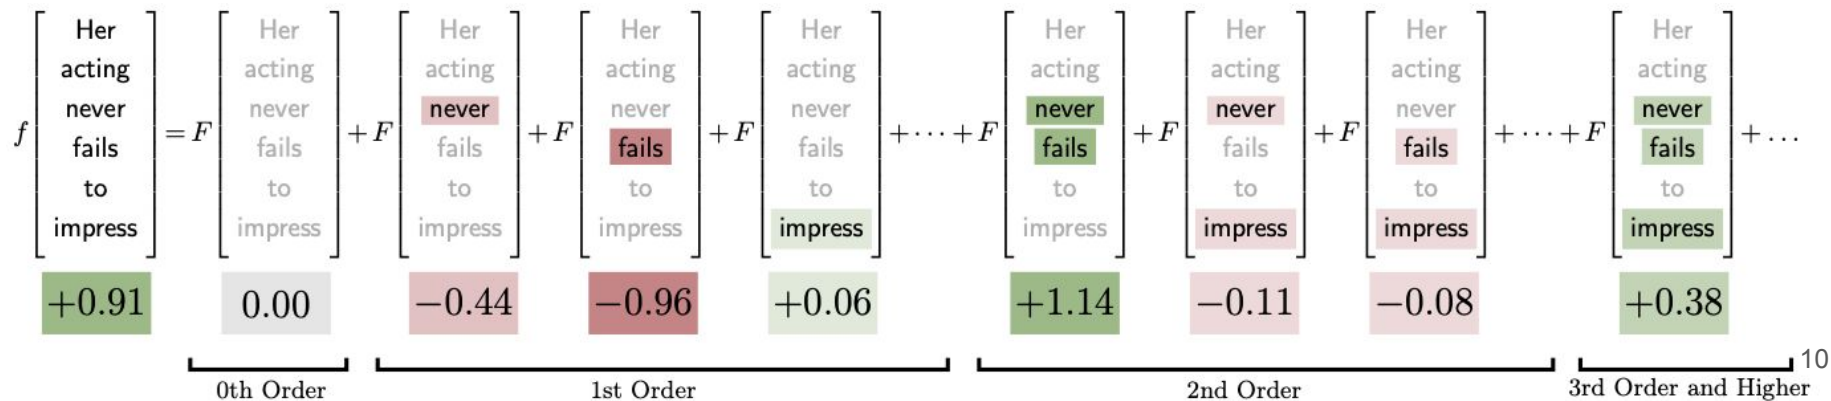 Her Her Her Her Her Her Her Her Her
acting acting acting acting acting acting acting acting acting
never never never never never never never never never
f = F + F + F + F + ··· + F + F + F + ··· + F + ...
fails fails fails fails fails fails fails fails fails
to to to to to to to to to
impress impress impress impress impress impress impress impress impress
+0.91 0.00 −0.44 −0.96 +0.06 +1.14 −0.11 −0.08 +0.38
10
0th Order 1st Order 2nd Order 3rd Order and Higher